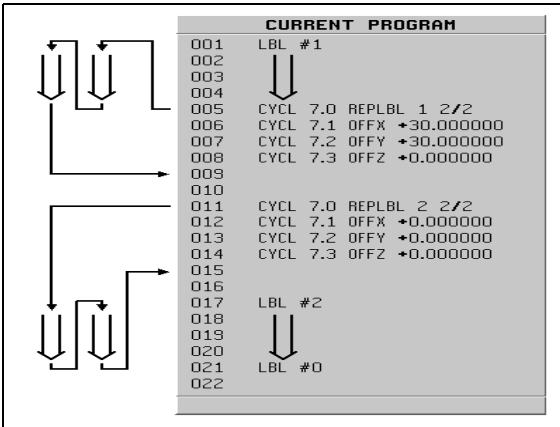 CURRENT PROGRAM
001 LBL #1
002
003
004
005 CYCL 7.0 REPLBL 1 2/2
006 CYCL 7.1 OFFX +30.000000
007 CYCL 7.2 OFFY +30.000000
008 CYCL 7.3 OFFZ +0.000000
009
010
011 CYCL 7.0 REPLBL 2 2/2
012 CYCL 7.1 OFFX +0.000000
013 CYCL 7.2 OFFY +0.000000
014 CYCL 7.3 OFFZ +0.000000
015
016
017 LBL #2
018
019
020
021 LBL #0
022